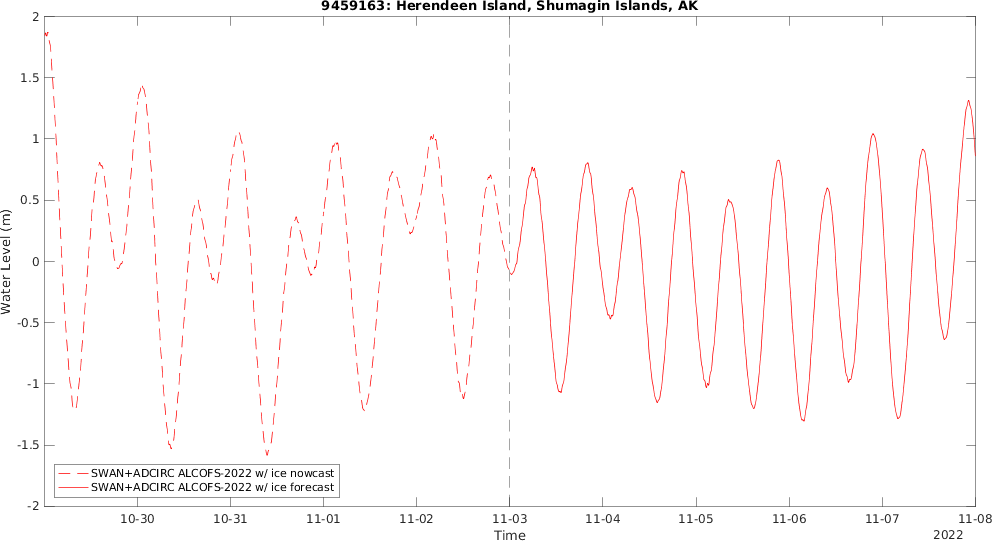 9459163: Herendeen Island, Shumagin Islands, AK
2
1.5
1
0.5
0
-0.5
-1
-1.5
-2
Water Level (m)
SWAN+ADCIRC ALCOFS-2022 w/ ice nowcast
SWAN+ADCIRC ALCOFS-2022 w/ ice forecast
10-30 10-31 11-01 11-02 11-03 11-04 11-05 11-06 11-07 11-08
Time
2022